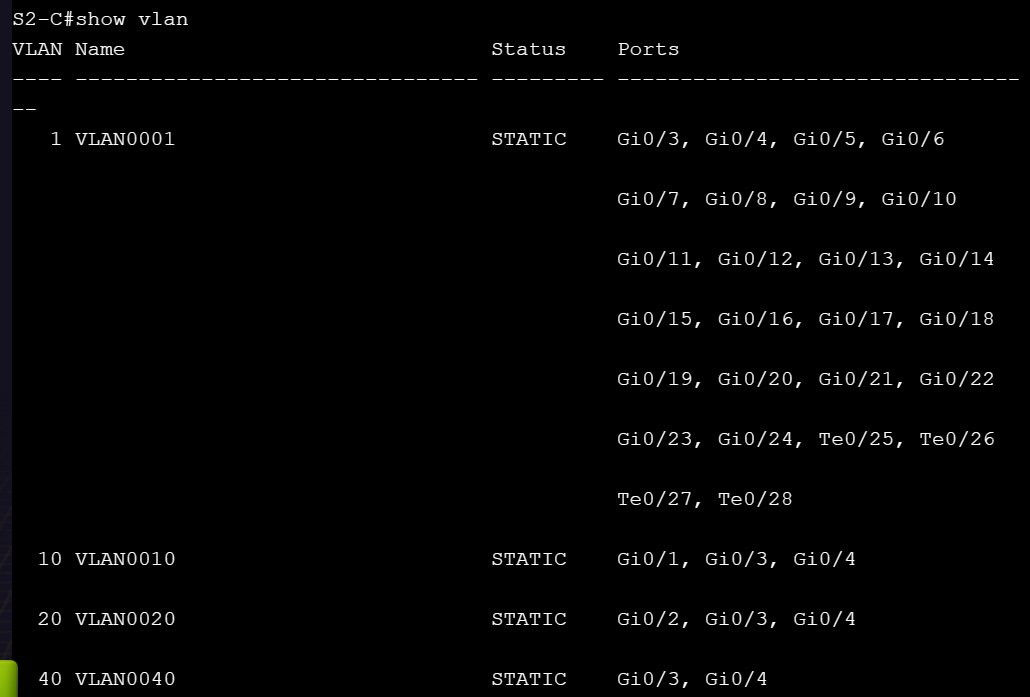 S2-C#show vlan
VLAN Name                             Status    Ports
---- -------------------------------- --------- --------------------------------
--
   1 VLAN0001                         STATIC    Gi0/3, Gi0/4, Gi0/5, Gi0/6
                                                Gi0/7, Gi0/8, Gi0/9, Gi0/10
                                                Gi0/11, Gi0/12, Gi0/13, Gi0/14
                                                Gi0/15, Gi0/16, Gi0/17, Gi0/18
                                                Gi0/19, Gi0/20, Gi0/21, Gi0/22
                                                Gi0/23, Gi0/24, Te0/25, Te0/26
                                                Te0/27, Te0/28
  10 VLAN0010                         STATIC    Gi0/1, Gi0/3, Gi0/4
  20 VLAN0020                         STATIC    Gi0/2, Gi0/3, Gi0/4
  40 VLAN0040                         STATIC    Gi0/3, Gi0/4